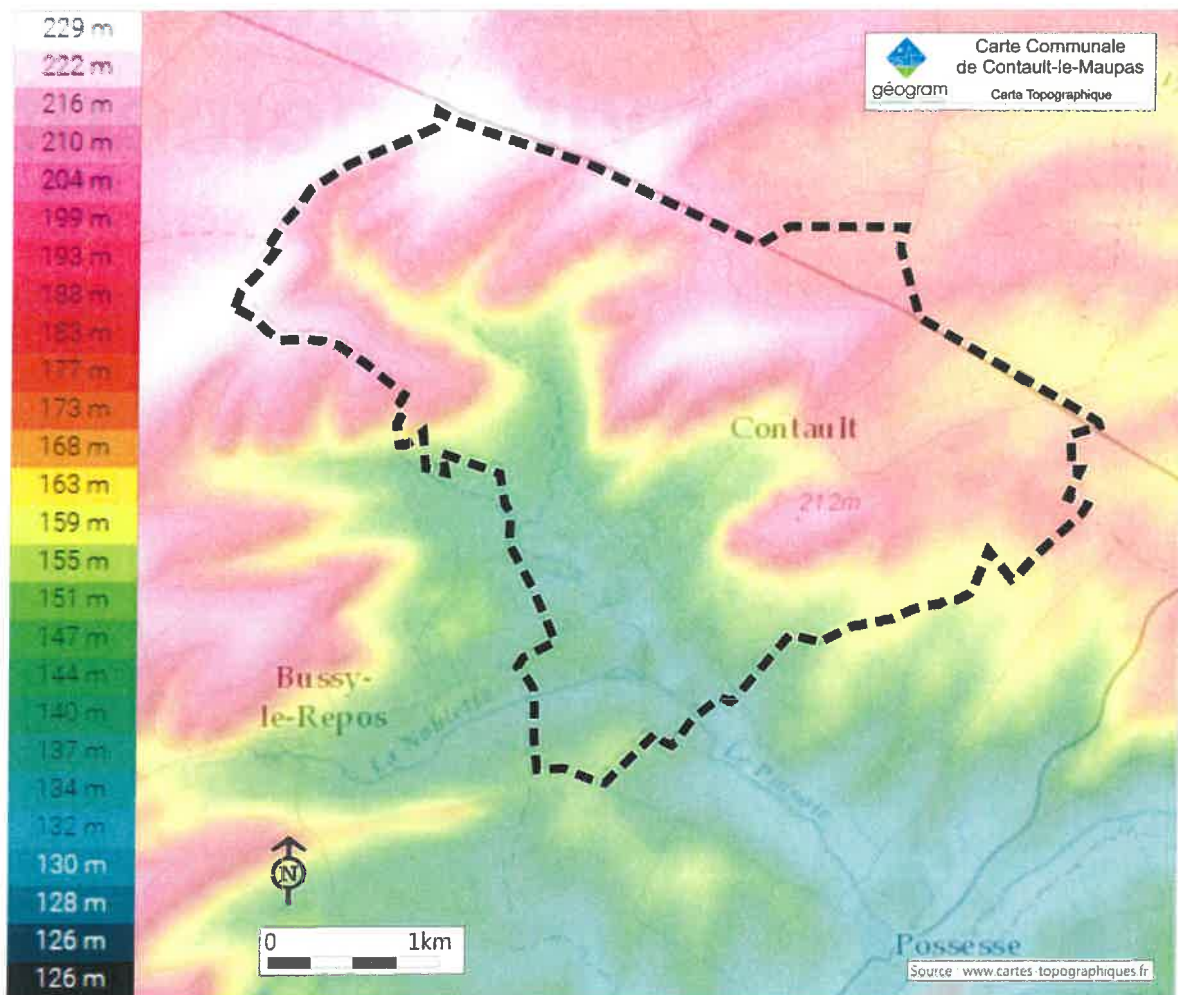 229 m
222 m
216 m
210 m
204 m
199 m
193 m
188 m
183 m
177 m
173 m
168 m
163 m
159 m
155 m
151 m
147 m
144 m
140 m
137 m
134 m
132 m
130 m
128 m
126 m
126 m
géogram
Carte Communale
de Contault-le-Maupas
Carte Topographique
Contault
212m
Bussy-
le-Repos
La
Le
N
0 1km
Possesse
Source : www.cartes-topographiques.fr